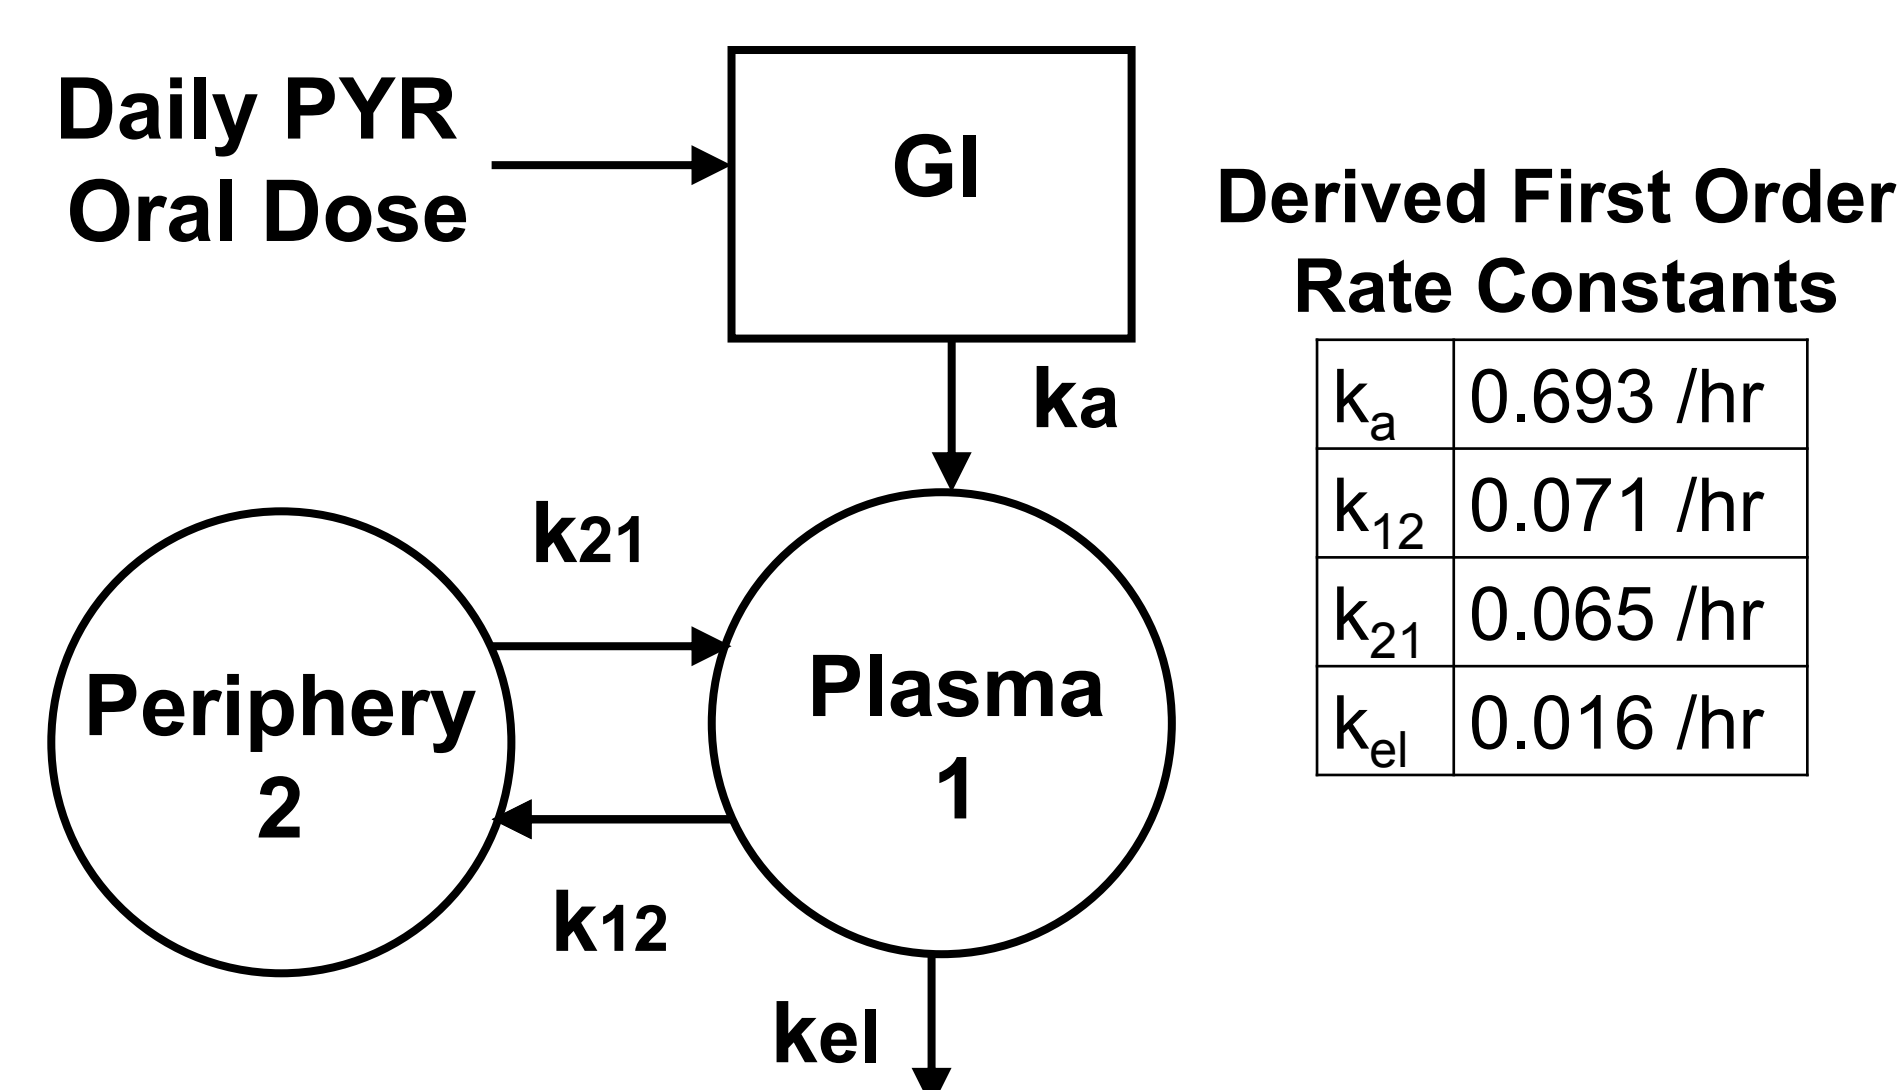 Daily PYR
Oral Dose
GI
Derived First Order
Rate Constants
ka
ka 0.693 /hr
k12 0.071 /hr
k21 0.065 /hr
kel 0.016 /hr
k21
Periphery
2
Plasma
1
k12
kel